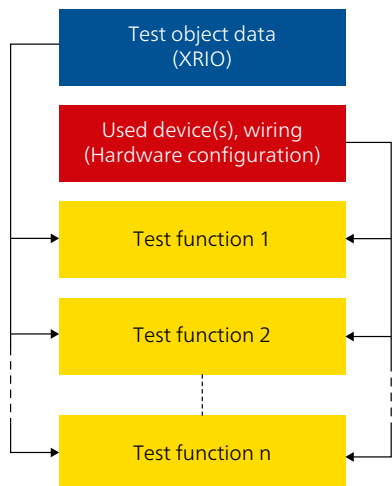 Test object data
(XRIO)
Used device(s), wiring
(Hardware configuration)
Test function 1
Test function 2
Test function n